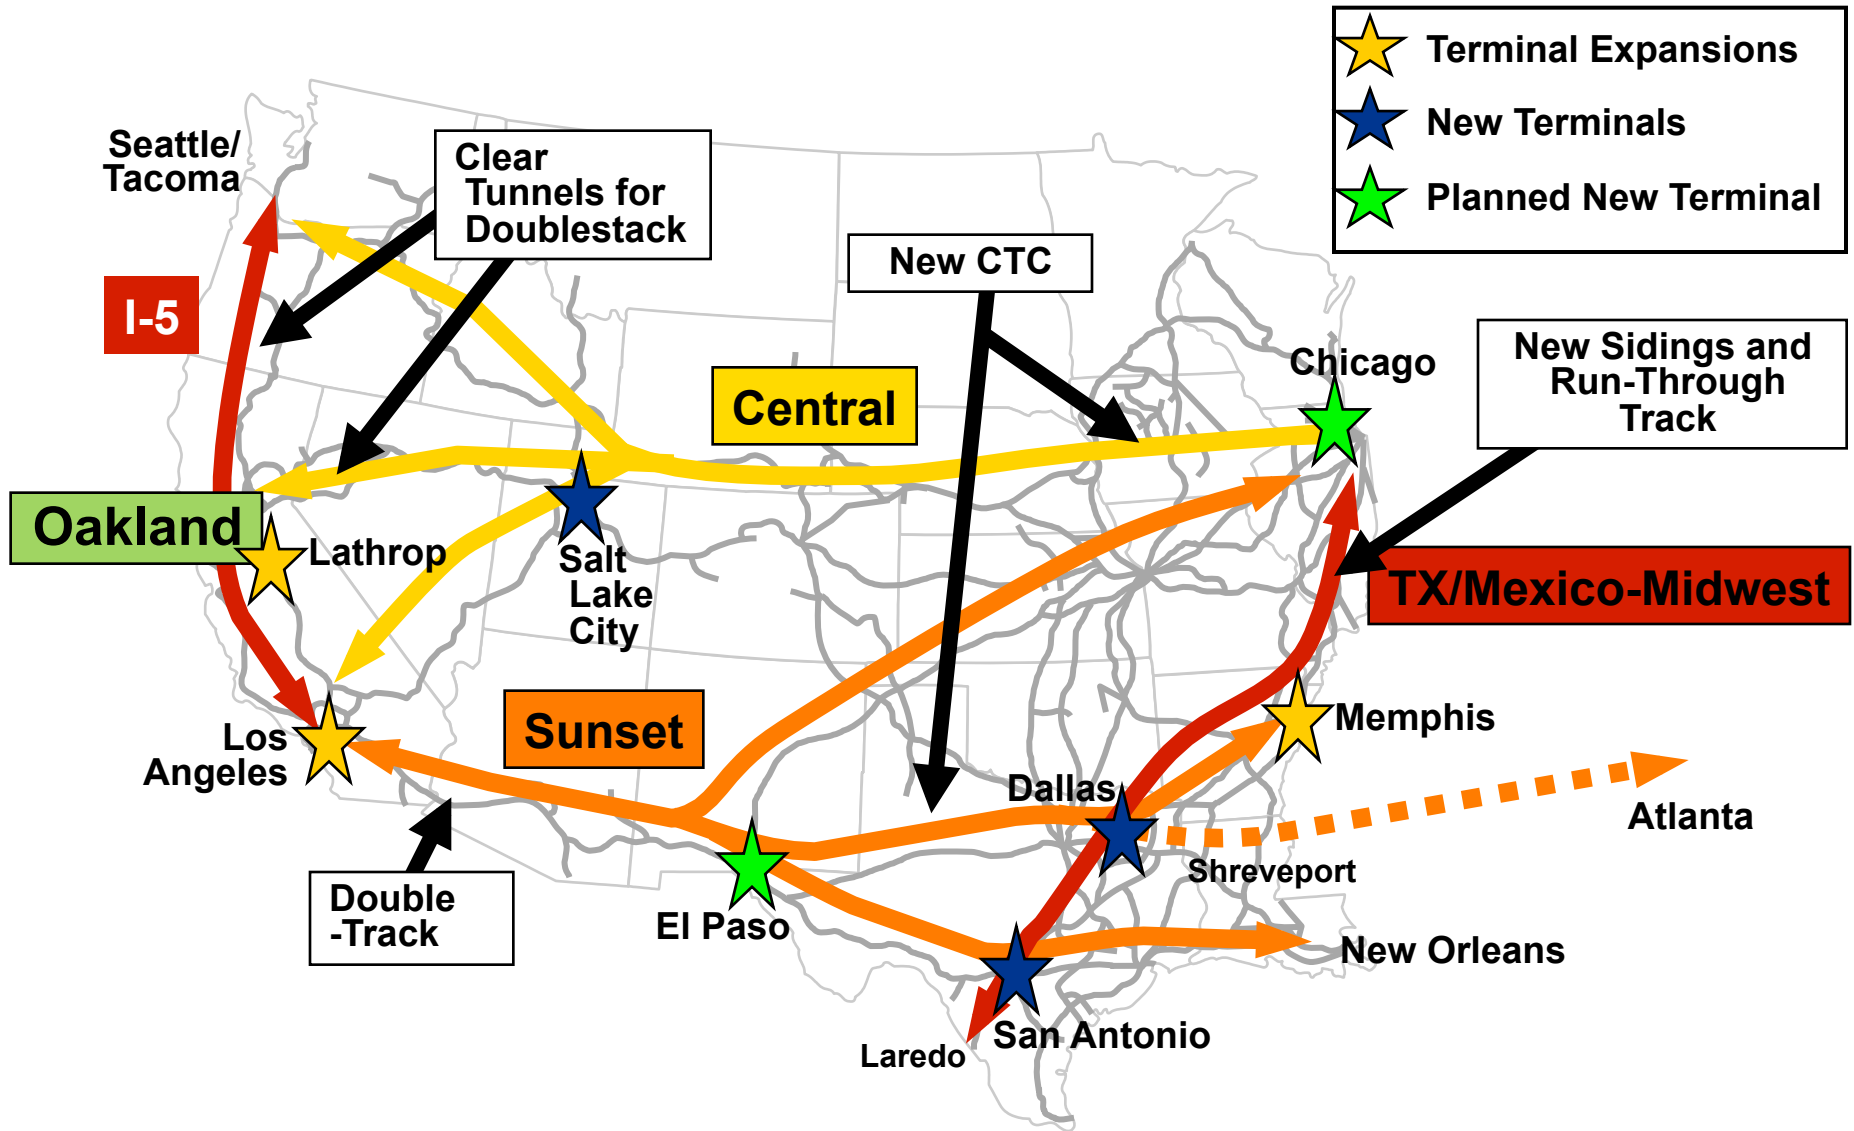 Terminal Expansions
New Terminals
Planned New Terminal
Seattle/
Tacoma
Clear
Tunnels for
Doublestack
New CTC
I-5
Chicago
New Sidings and
Run-Through
Track
Central
Oakland
Lathrop
Salt
Lake
City
TX/Mexico-Midwest
Sunset
Los
Angeles
Memphis
Dallas
Atlanta
Shreveport
Double
-Track
El Paso
New Orleans
San Antonio
Laredo